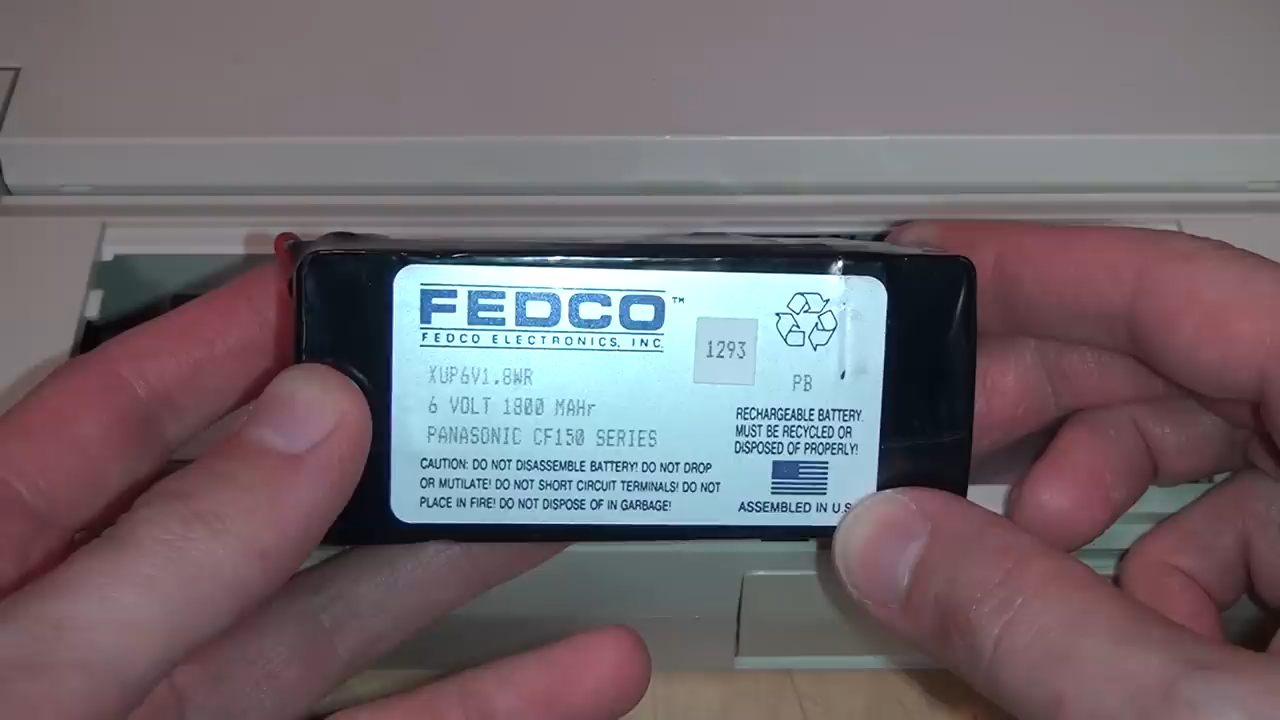 FEDCO™
FEDCO ELECTRONICS, INC.
1293
XUP6V1.8WR
6 VOLT 1800 MAHr
PANASONIC CF150 SERIES
CAUTION: DO NOT DISASSEMBLE BATTERY! DO NOT DROP
OR MUTILATE! DO NOT SHORT CIRCUIT TERMINALS! DO NOT
PLACE IN FIRE! DO NOT DISPOSE OF IN GARBAGE!
PB
RECHARGEABLE BATTERY.
MUST BE RECYCLED OR
DISPOSED OF PROPERLY!
ASSEMBLED IN U.S